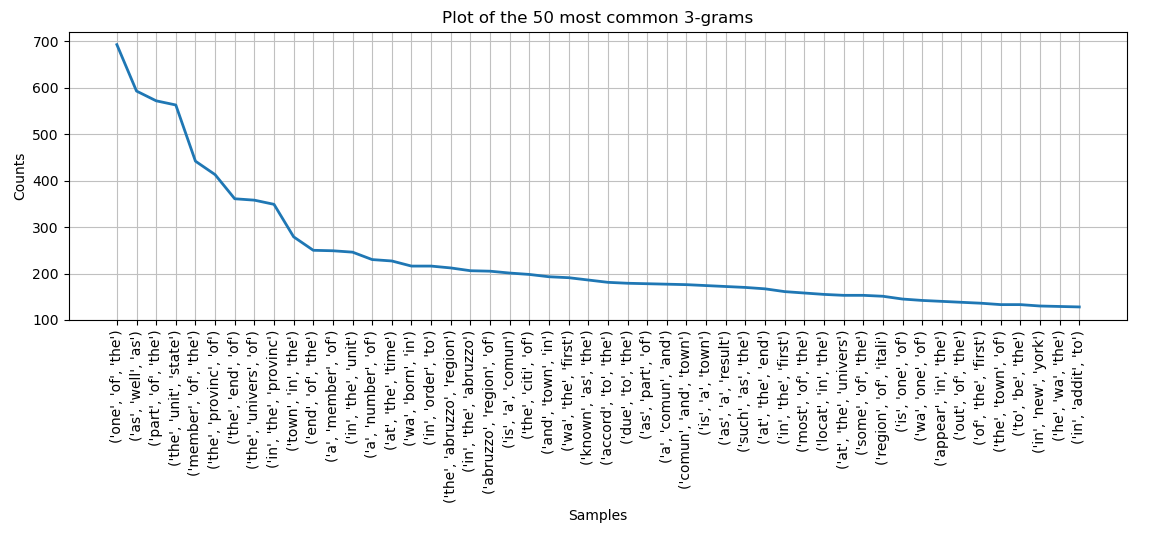 Plot of the 50 most common 3-grams
Counts
700
600
500
400
300
200
100
('one', 'of', 'the')
('as', 'well', 'as')
('part', 'of', 'the')
('the', 'unit', 'state')
('member', 'of', 'the')
('the', 'provinc', 'of')
('the', 'end', 'of')
('the', 'univers', 'of')
('in', 'the', 'provinc')
('town', 'in', 'the')
('end', 'of', 'the')
('a', 'member', 'of')
('in', 'the', 'unit')
('a', 'number', 'of')
('at', 'the', 'time')
('wa', 'born', 'in')
('in', 'order', 'to')
('the', 'abruzzo', 'region')
('in', 'the', 'abruzzo')
('abruzzo', 'region', 'of')
('is', 'a', 'comun')
('the', 'citi', 'of')
('and', 'town', 'in')
('wa', 'the', 'first')
('known', 'as', 'the')
('accord', 'to', 'the')
('due', 'to', 'the')
('as', 'part', 'of')
('a', 'comun', 'and')
('comun', 'and', 'town')
('is', 'a', 'town')
('as', 'a', 'result')
('such', 'as', 'the')
('at', 'the', 'end')
('in', 'the', 'first')
('most', 'of', 'the')
('locat', 'in', 'the')
('at', 'the', 'univers')
('some', 'of', 'the')
('region', 'of', 'itali')
('is', 'one', 'of')
('wa', 'one', 'of')
('appear', 'in', 'the')
('out', 'of', 'the')
('of', 'the', 'first')
('the', 'town', 'of')
('to', 'be', 'the')
('in', 'new', 'york')
('he', 'wa', 'the')
('in', 'addit', 'to')
Samples